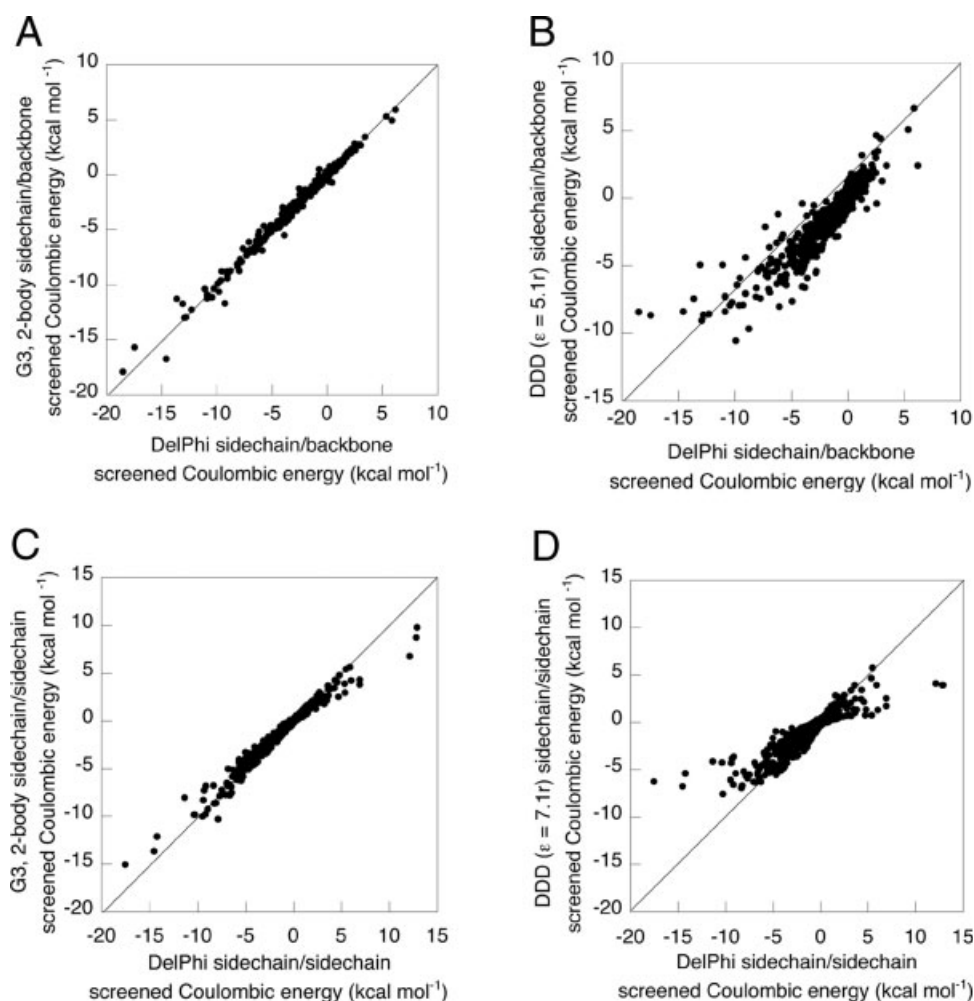 A
G3, 2-body sidechain/backbone
screened Coulombic energy (kcal mol -1)
10
5
0
-5
-10
-15
-20
-20 -15 -10 -5 0 5 10
DelPhi sidechain/backbone
screened Coulombic energy (kcal mol-1)
B
DDD (ε = 5.1r) sidechain/backbone
screened Coulombic energy (kcal mol -1)
10
5
0
-5
-10
-15
-20 -15 -10 -5 0 5 10
DelPhi sidechain/backbone
screened Coulombic energy (kcal mol-1)
C
G3, 2-body sidechain/sidechain
screened Coulombic energy (kcal mol -1)
15
10
5
0
-5
-10
-15
-20
-20 -15 -10 -5 0 5 10 15
DelPhi sidechain/sidechain
screened Coulombic energy (kcal mol-1)
D
DDD (ε = 7.1r) sidechain/sidechain
screened Coulombic energy (kcal mol -1)
15
10
5
0
-5
-10
-15
-20
-20 -15 -10 -5 0 5 10 15
DelPhi sidechain/sidechain
screened Coulombic energy (kcal mol-1)